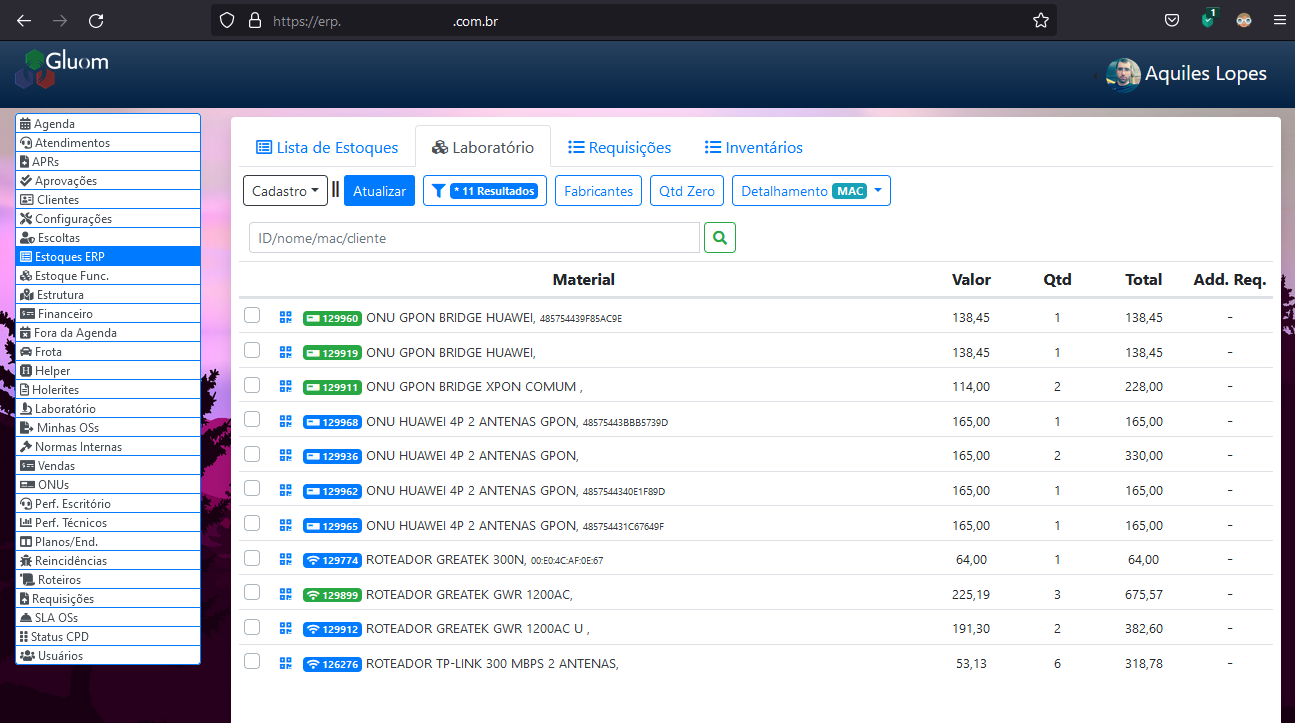 https://erp. .com.br
1
Gluom
Aquiles Lopes
Agenda
Atendimentos
APRs
Aprovações
Clientes
Configurações
Escoltas
Estoques ERP
Estoque Func.
Estrutura
Financeiro
Fora da Agenda
Frota
Helper
Holerites
Laboratório
Minhas OSs
Normas Internas
Vendas
ONUs
Perf. Escritório
Perf. Técnicos
Planos/End.
Reincidências
Roteiros
Requisições
SLA OSs
Status CPD
Usuários
Lista de Estoques Laboratório Requisições Inventários
Cadastro || Atualizar * 11 Resultados Fabricantes Qtd Zero Detalhamento MAC
ID/nome/mac/cliente
Material Valor Qtd Total Add. Req.
129960 ONU GPON BRIDGE HUAWEI, 485754439F85AC9E 138,45 1 138,45 -
129919 ONU GPON BRIDGE HUAWEI, 138,45 1 138,45 -
129911 ONU GPON BRIDGE XPON COMUM , 114,00 2 228,00 -
129968 ONU HUAWEI 4P 2 ANTENAS GPON, 48575443BBB5739D 165,00 1 165,00 -
129936 ONU HUAWEI 4P 2 ANTENAS GPON, 165,00 2 330,00 -
129962 ONU HUAWEI 4P 2 ANTENAS GPON, 4857544340E1F89D 165,00 1 165,00 -
129965 ONU HUAWEI 4P 2 ANTENAS GPON, 485754431C67649F 165,00 1 165,00 -
129774 ROTEADOR GREATEK 300N, 00:E0:4C:AF:0E:67 64,00 1 64,00 -
129899 ROTEADOR GREATEK GWR 1200AC, 225,19 3 675,57 -
129912 ROTEADOR GREATEK GWR 1200AC U , 191,30 2 382,60 -
126276 ROTEADOR TP-LINK 300 MBPS 2 ANTENAS, 53,13 6 318,78 -